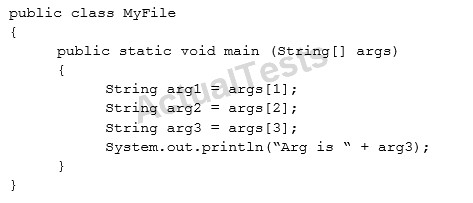 public class MyFile
{
public static void main (String[] args)
{
String arg1 = args[1];
String arg2 = args[2];
String arg3 = args[3];
System.out.println(“Arg is “ + arg3);
}
}
ActualTests